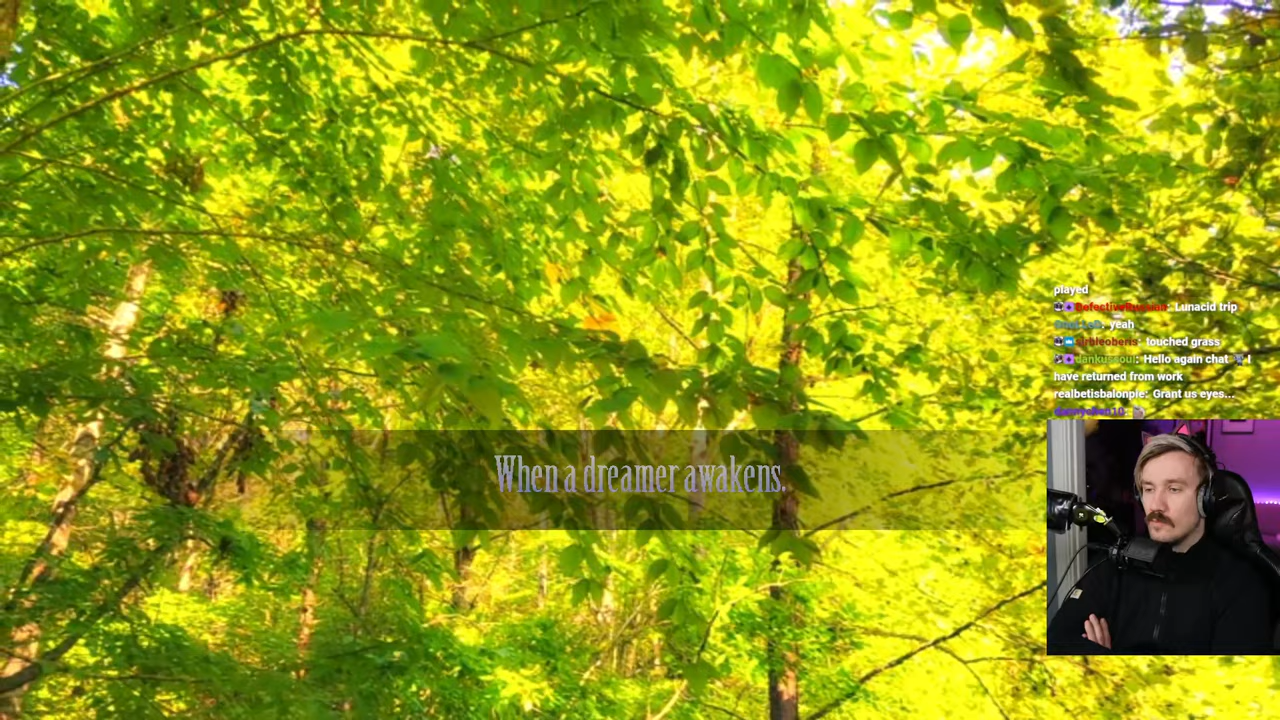 played
Lunacid trip
yeah
touched grass
dankussoul: Hello again chat I
have returned from work
realbetisbalonpie: Grant us eyes...
When a dreamer awakens.